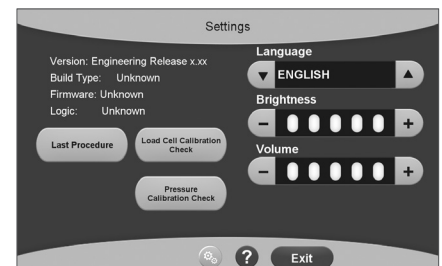 Settings
Version: Engineering Release x.xx
Build Type: Unknown
Firmware: Unknown
Logic: Unknown
Last Procedure
Load Cell Calibration
Check
Pressure
Calibration Check
Language
ENGLISH
Brightness
Volume
?
Exit